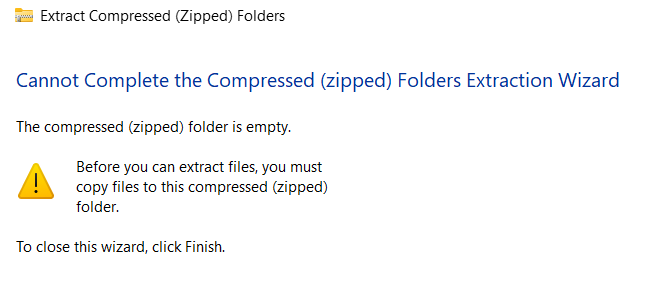 Extract Compressed (Zipped) Folders
Cannot Complete the Compressed (zipped) Folders Extraction Wizard
The compressed (zipped) folder is empty.
Before you can extract files, you must
copy files to this compressed (zipped)
folder.
To close this wizard, click Finish.